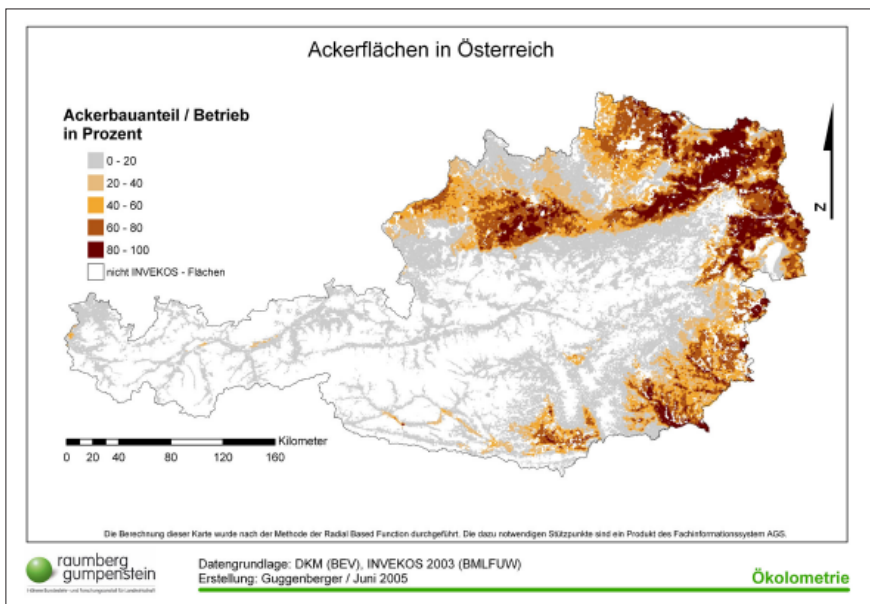 Ackerflächen in Österreich
Ackerbauanteil / Betrieb
in Prozent
0 - 20
20 - 40
40 - 60
60 - 80
80 - 100
nicht INVEKOS - Flächen
N
Kilometer
0 20 40 80 120 160
Die Berechnung dieser Karte wurde nach der Methode der Radial Based Function durchgeführt. Die dazu notwendigen Stützpunkte sind ein Produkt des Fachinformationssystem AGS.
raumberg
gumpenstein
Datengrundlage: DKM (BEV), INVEKOS 2003 (BMLFUW)
Erstellung: Guggenberger / Juni 2005
Ökolometrie